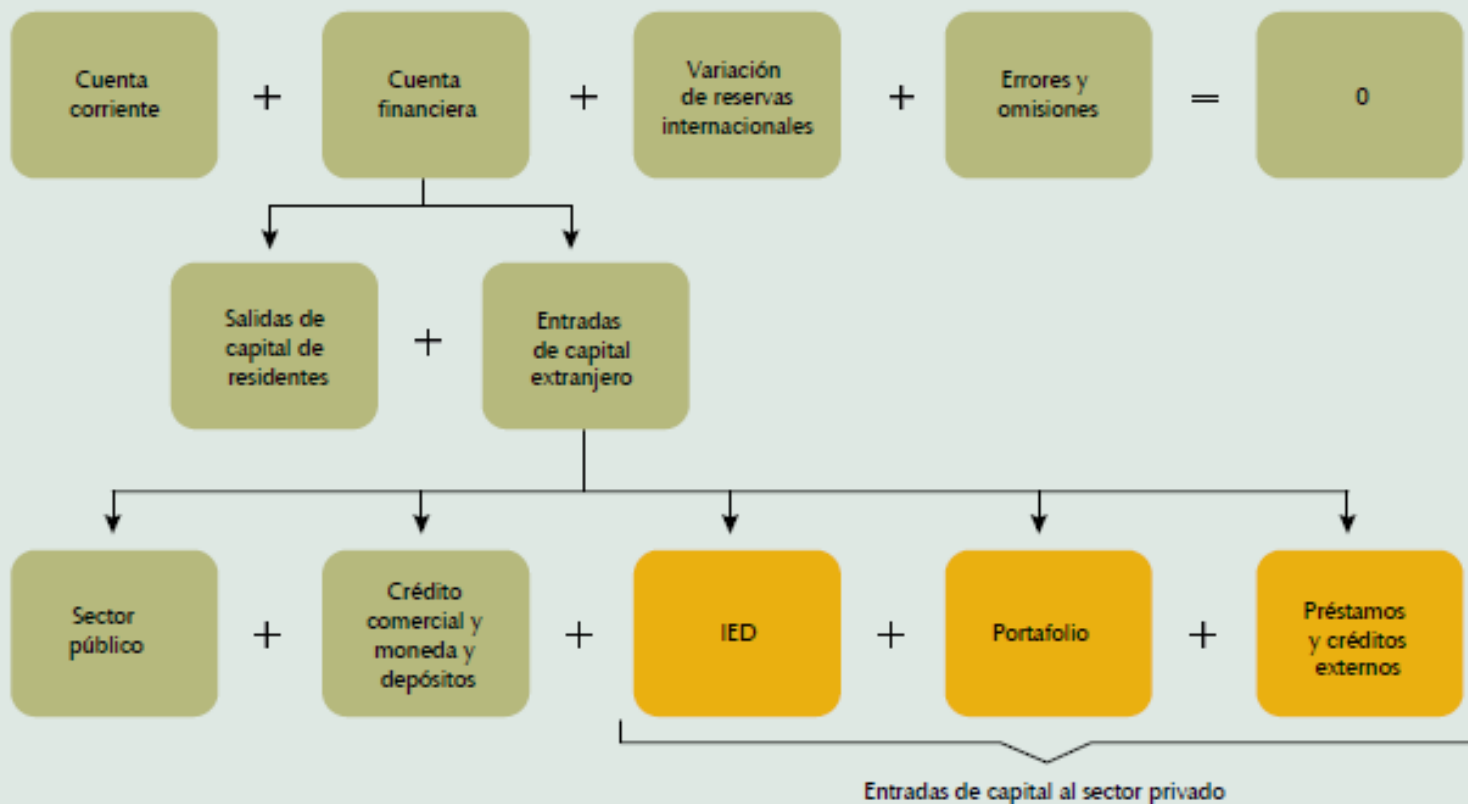 Cuenta
corriente
+
Cuenta
financiera
+
Variación
de reservas
internacionales
+
Errores y
omisiones
=
0
Salidas de
capital de
residentes
+
Entradas
de capital
extranjero
Sector
público
+
Crédito
comercial y
moneda y
depósitos
+
IED
+
Portafolio
+
Préstamos
y créditos
externos
Entradas de capital al sector privado